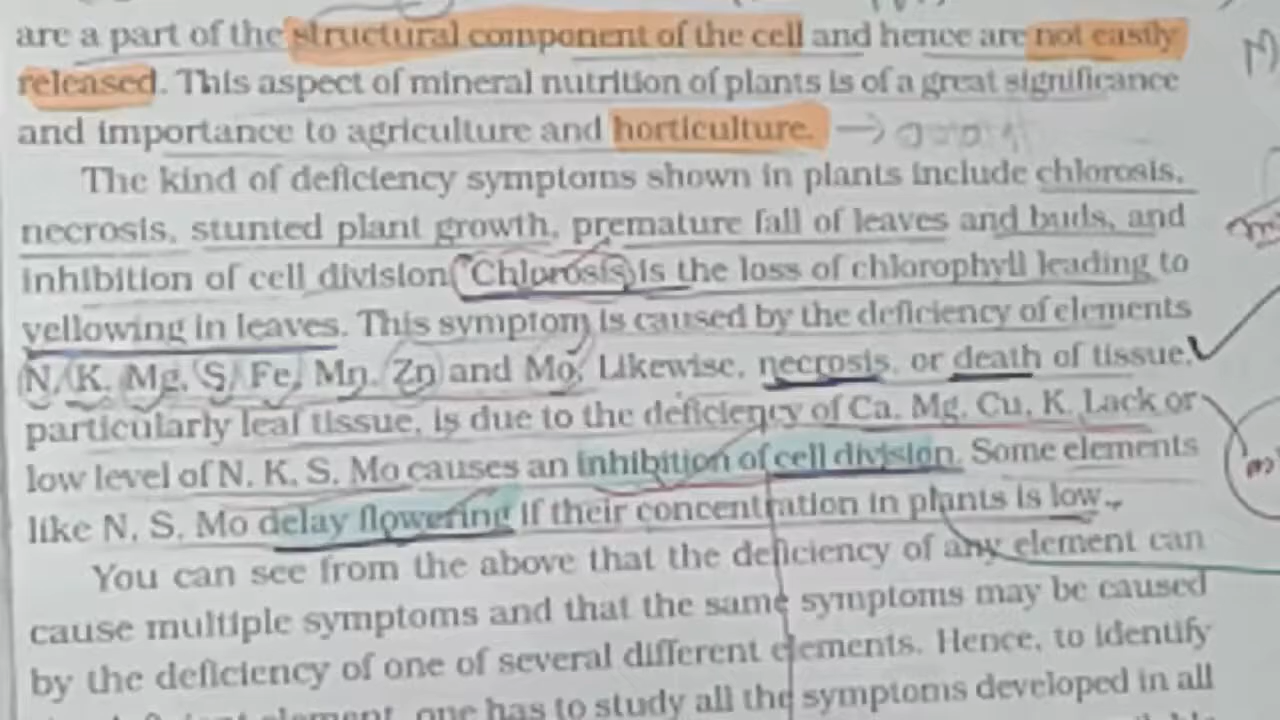 are a part of the structural component of the cell and hence are not easily
released. This aspect of mineral nutrition of plants is of a great significance
and importance to agriculture and horticulture.
The kind of deficiency symptoms shown in plants include chlorosis,
necrosis, stunted plant growth, premature fall of leaves and buds, and
inhibition of cell division. Chlorosis is the loss of chlorophyll leading to
yellowing in leaves. This symptom is caused by the deficiency of elements
N, K, Mg, S, Fe, Mn, Zn and Mo. Likewise, necrosis, or death of tissue,
particularly leaf tissue, is due to the deficiency of Ca, Mg, Cu, K. Lack or
low level of N, K, S, Mo causes an inhibition of cell division. Some elements
like N, S, Mo delay flowering if their concentration in plants is low.
You can see from the above that the deficiency of any element can
cause multiple symptoms and that the same symptoms may be caused
by the deficiency of one of several different elements. Hence, to identify
element, one has to study all the symptoms developed in all